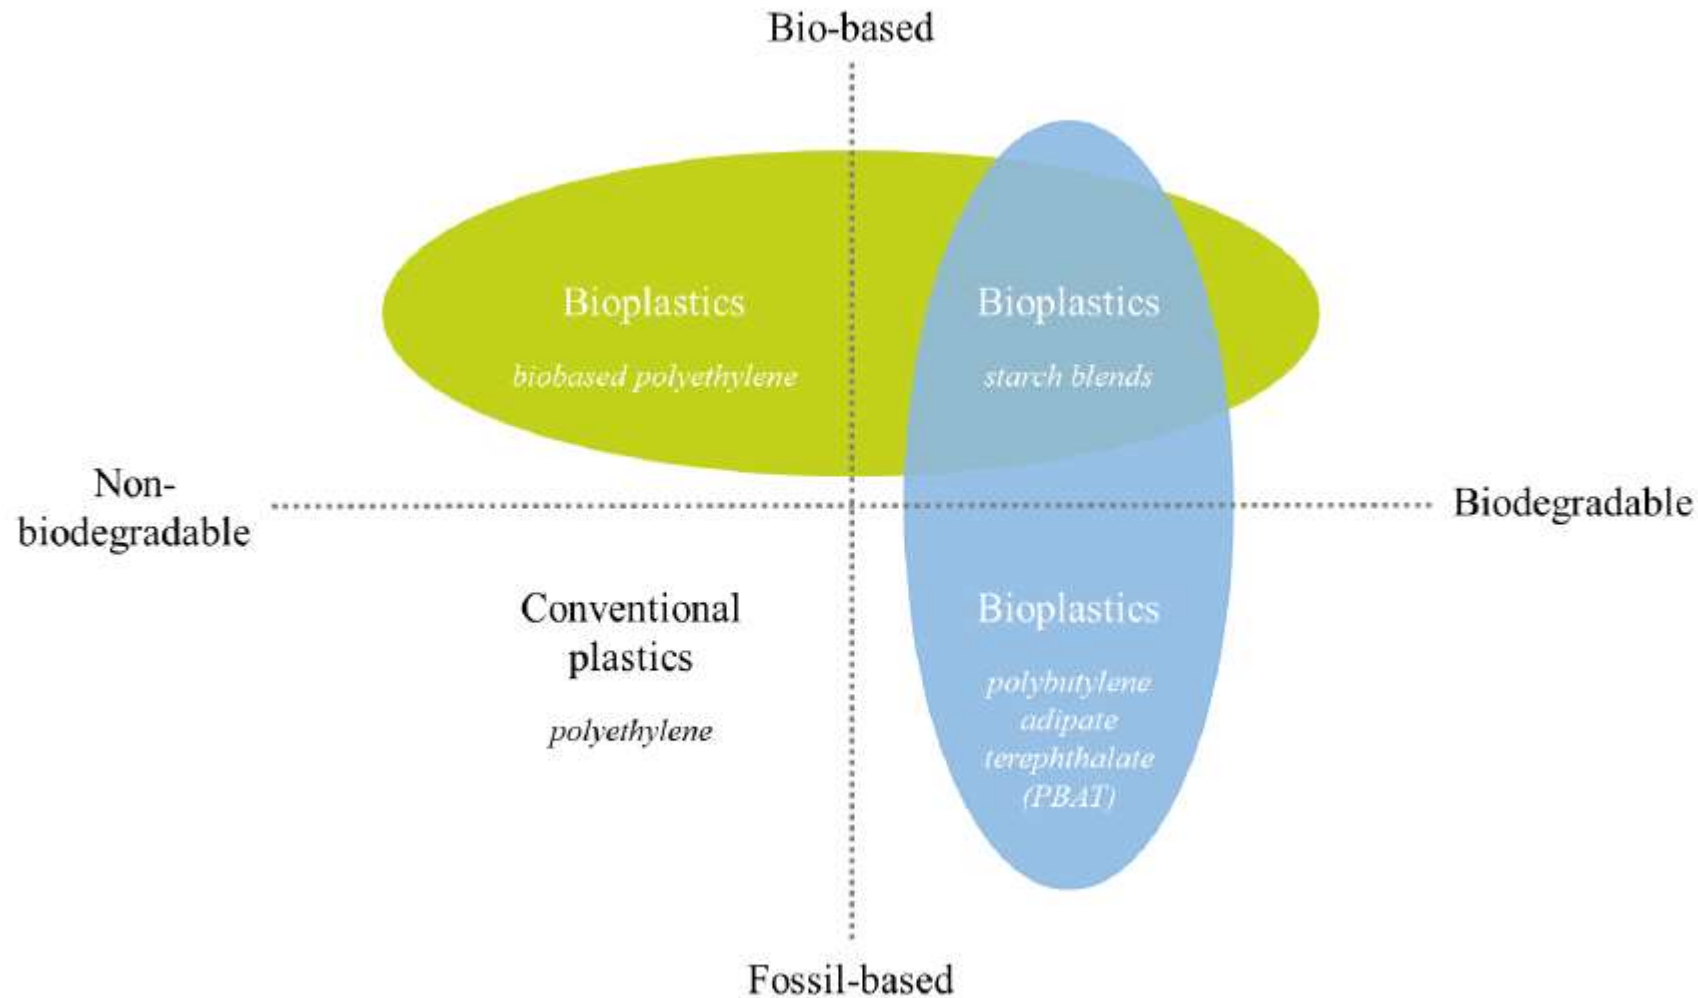 Bio-based
Bioplastics
biobased polyethylene
Bioplastics
starch blends
Non-
biodegradable
Biodegradable
Conventional
plastics
polyethylene
Bioplastics
polybutylene
adipate
terephthalate
(PBAT)
Fossil-based